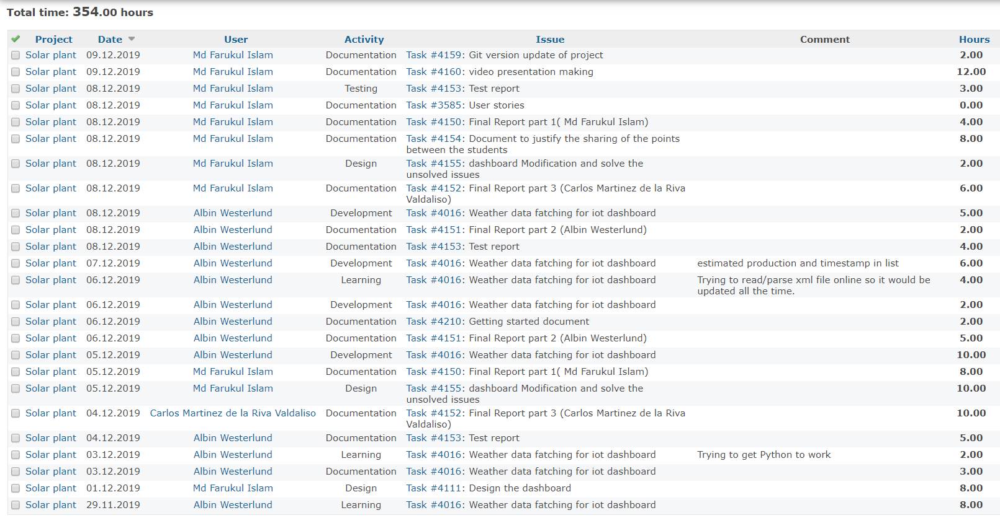 Total time: 354.00 hours
Project Date User Activity Issue Comment Hours
Solar plant 09.12.2019 Md Farukul Islam Documentation Task #4159: Git version update of project 2.00
Solar plant 09.12.2019 Md Farukul Islam Documentation Task #4160: video presentation making 12.00
Solar plant 08.12.2019 Md Farukul Islam Testing Task #4153: Test report 3.00
Solar plant 08.12.2019 Md Farukul Islam Documentation Task #3585: User stories 0.00
Solar plant 08.12.2019 Md Farukul Islam Documentation Task #4150: Final Report part 1( Md Farukul Islam) 4.00
Solar plant 08.12.2019 Md Farukul Islam Documentation Task #4154: Document to justify the sharing of the points 8.00
between the students
Solar plant 08.12.2019 Md Farukul Islam Design Task #4155: dashboard Modification and solve the 2.00
unsolved issues
Solar plant 08.12.2019 Md Farukul Islam Documentation Task #4152: Final Report part 3 (Carlos Martinez de la Riva 6.00
Valdaliso)
Solar plant 08.12.2019 Albin Westerlund Development Task #4016: Weather data fatching for iot dashboard 5.00
Solar plant 08.12.2019 Albin Westerlund Documentation Task #4151: Final Report part 2 (Albin Westerlund) 2.00
Solar plant 08.12.2019 Albin Westerlund Documentation Task #4153: Test report 4.00
Solar plant 07.12.2019 Albin Westerlund Development Task #4016: Weather data fatching for iot dashboard estimated production and timestamp in list 6.00
Solar plant 06.12.2019 Albin Westerlund Learning Task #4016: Weather data fatching for iot dashboard Trying to read/parse xml file online so it would be 4.00
updated all the time.
Solar plant 06.12.2019 Albin Westerlund Development Task #4016: Weather data fatching for iot dashboard 2.00
Solar plant 06.12.2019 Albin Westerlund Documentation Task #4210: Getting started document 2.00
Solar plant 06.12.2019 Albin Westerlund Documentation Task #4151: Final Report part 2 (Albin Westerlund) 5.00
Solar plant 05.12.2019 Albin Westerlund Development Task #4016: Weather data fatching for iot dashboard 10.00
Solar plant 05.12.2019 Md Farukul Islam Documentation Task #4150: Final Report part 1( Md Farukul Islam) 8.00
Solar plant 05.12.2019 Md Farukul Islam Design Task #4155: dashboard Modification and solve the 10.00
unsolved issues
Solar plant 04.12.2019 Carlos Martinez de la Riva Valdaliso Documentation Task #4152: Final Report part 3 (Carlos Martinez de la Riva 10.00
Valdaliso)
Solar plant 04.12.2019 Albin Westerlund Documentation Task #4153: Test report 5.00
Solar plant 03.12.2019 Albin Westerlund Learning Task #4016: Weather data fatching for iot dashboard Trying to get Python to work 2.00
Solar plant 03.12.2019 Albin Westerlund Documentation Task #4016: Weather data fatching for iot dashboard 3.00
Solar plant 01.12.2019 Md Farukul Islam Design Task #4111: Design the dashboard 8.00
Solar plant 29.11.2019 Albin Westerlund Learning Task #4016: Weather data fatching for iot dashboard 8.00